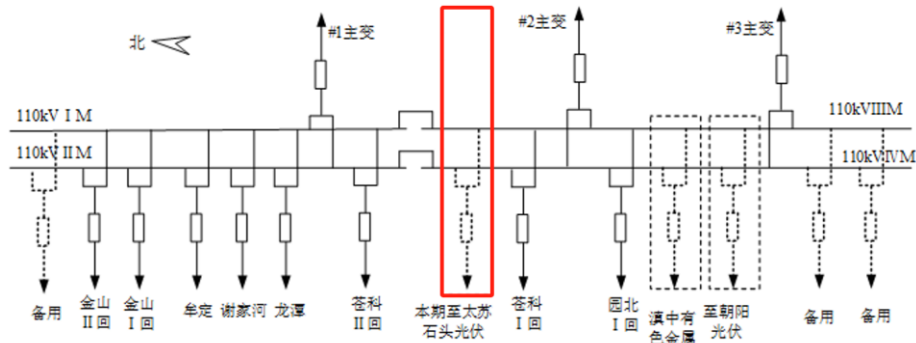 #1主变
#2主变
#3主变
北
110kV I M
110kVIIIM
110kV II M
110kVIVM
备用
金山
II回
金山
I回
牟定
谢家河
龙潭
苍科
II回
本期至太苏
石头光伏
苍科
I回
园北
I回
滇中有
色金属
至朝阳
光伏
备用
备用